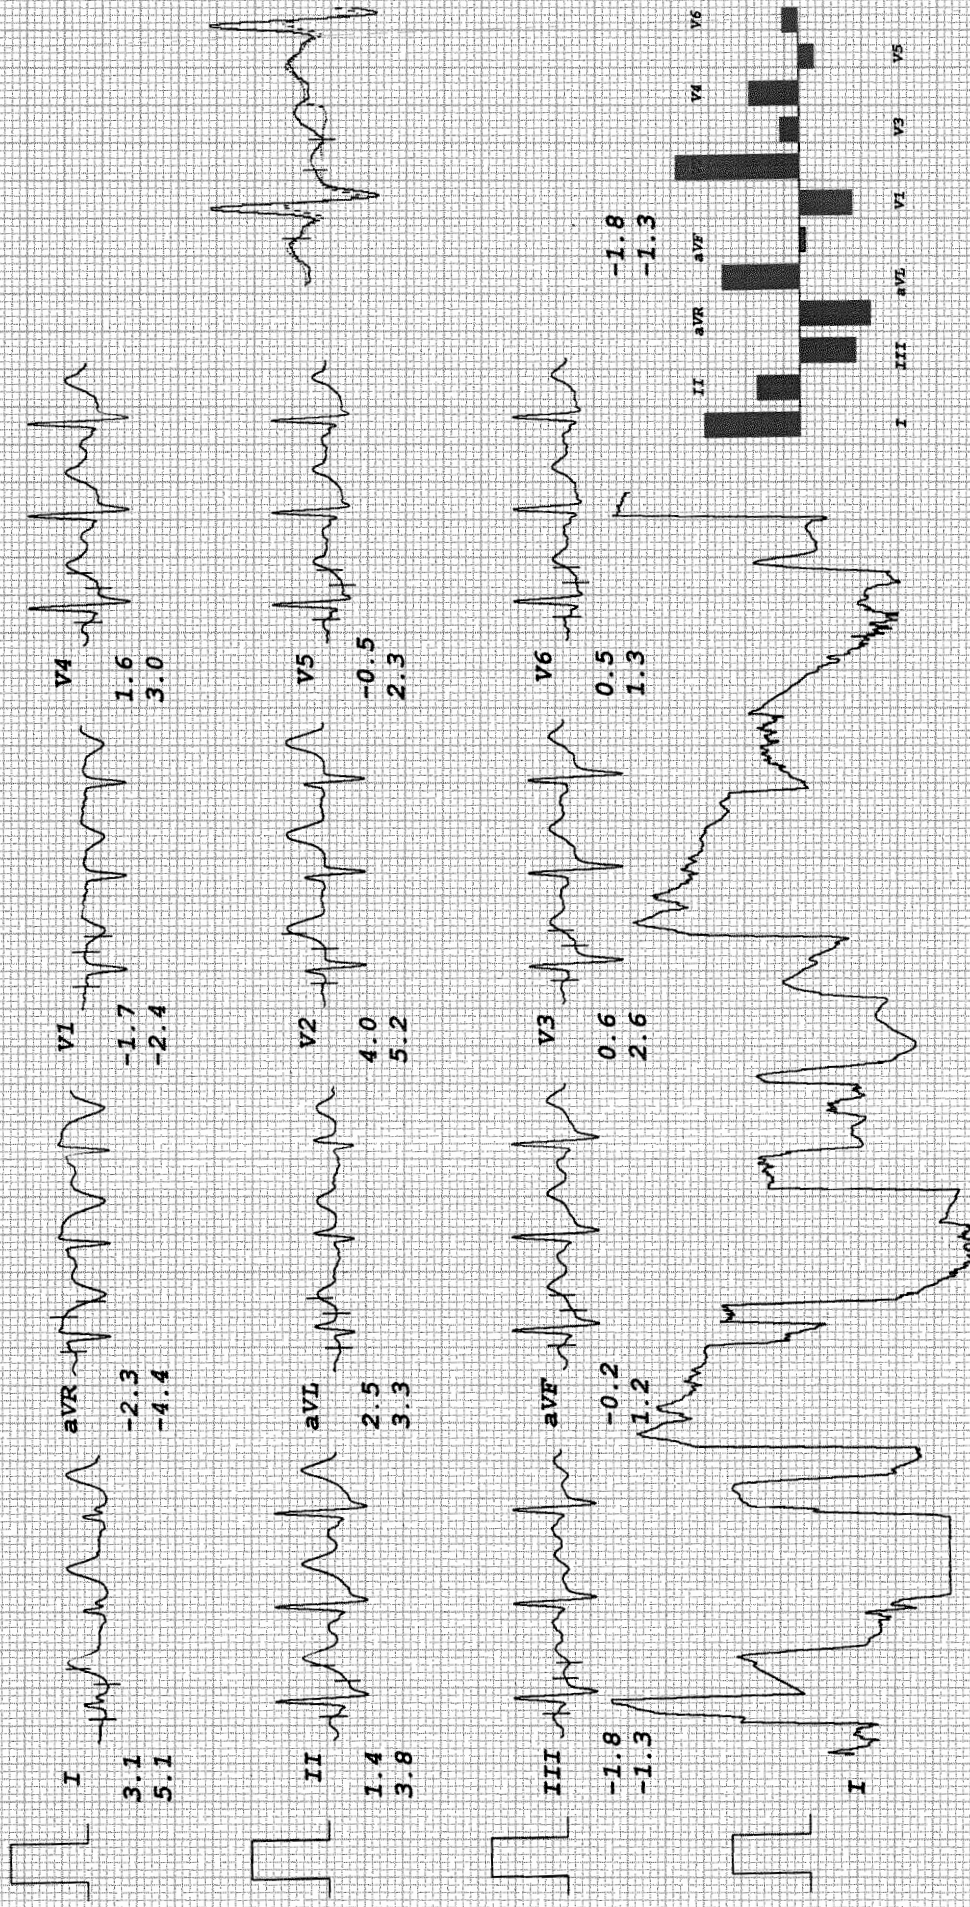 I aVR V1 V4
3.1 -2.3 -1.7 1.6
5.1 -4.4 -2.4 3.0
II aVL V2 V5
1.4 2.5 4.0 -0.5
3.8 3.3 5.2 2.3
III aVF V3 V6
-1.8 -0.2 0.6 0.5 -1.8
-1.3 1.2 2.6 1.3 -1.3
II aVR aVF V4 V6
I
I III aVL V1 V3 V5